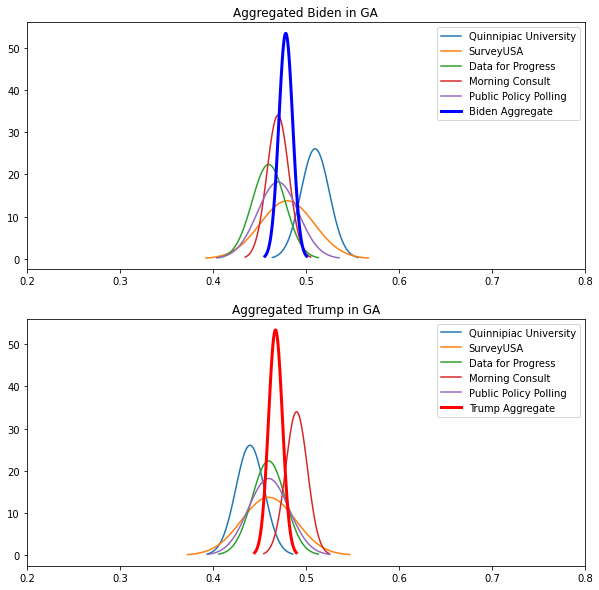 Aggregated Biden in GA
50
40
30
20
10
0
0.2 0.3 0.4 0.5 0.6 0.7 0.8
Quinnipiac University
SurveyUSA
Data for Progress
Morning Consult
Public Policy Polling
Biden Aggregate
Aggregated Trump in GA
50
40
30
20
10
0
0.2 0.3 0.4 0.5 0.6 0.7 0.8
Quinnipiac University
SurveyUSA
Data for Progress
Morning Consult
Public Policy Polling
Trump Aggregate